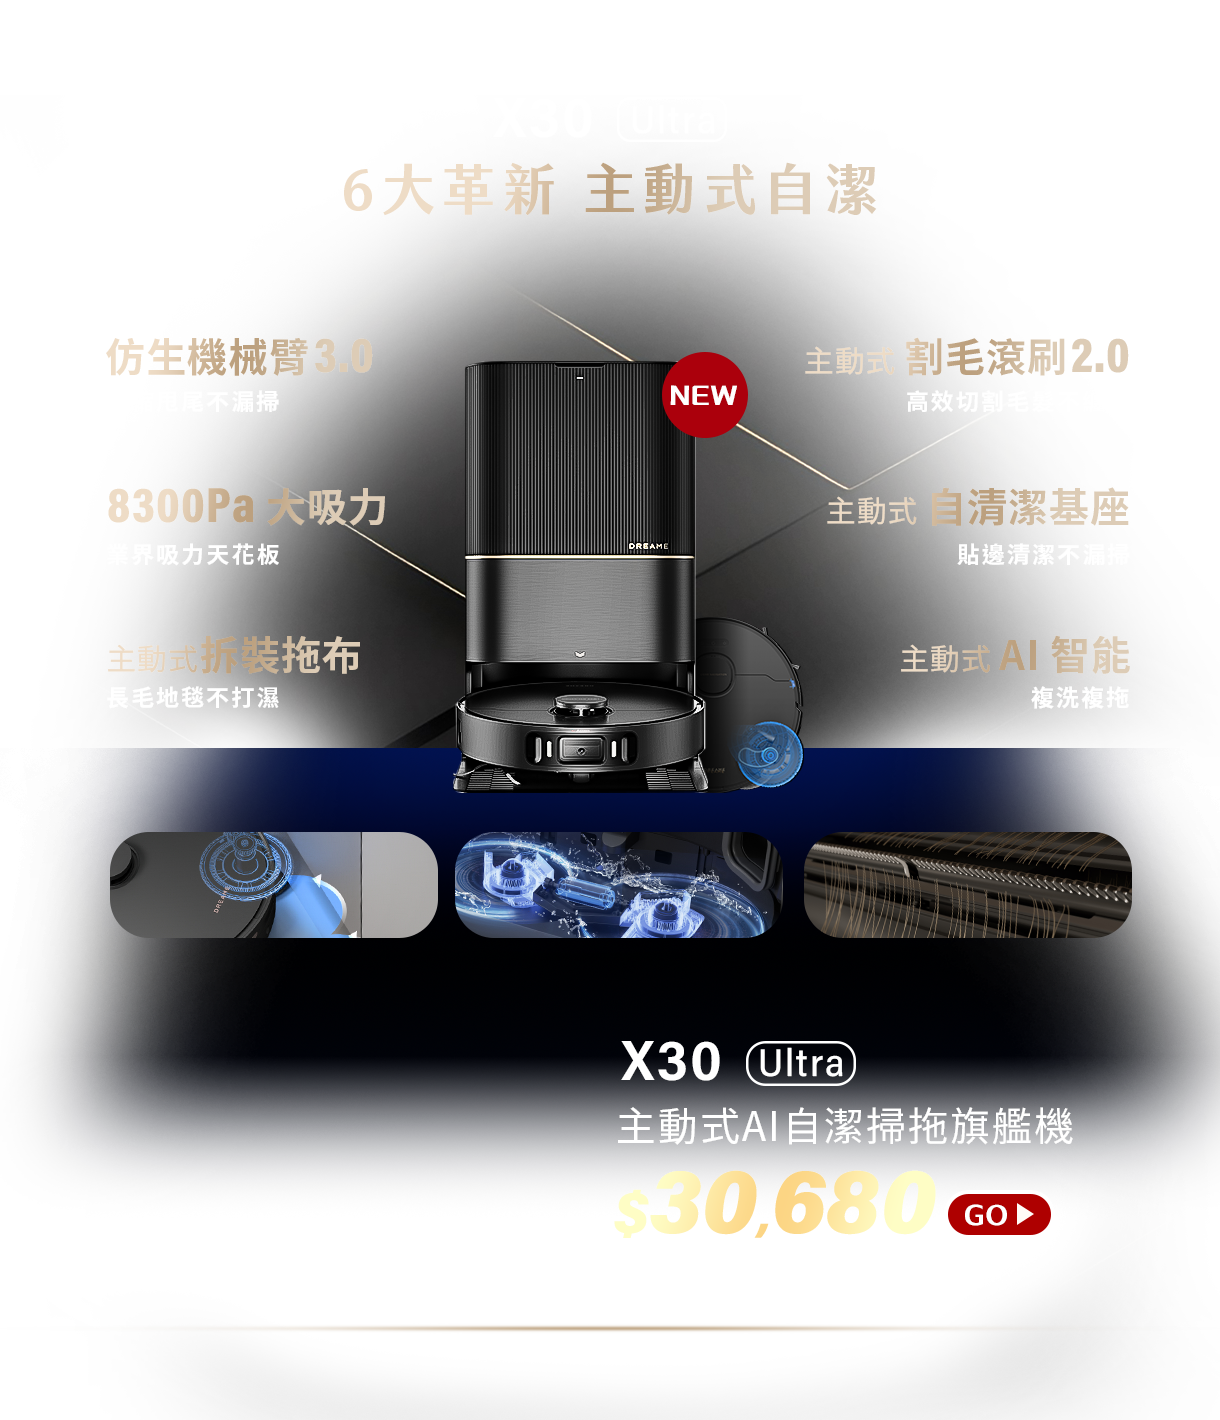 X30 Ultra
6大革新 主動式自潔
仿生機械臂3.0
不漏掃
8300Pa 大吸力
業界吸力天花板
主動式拆裝拖布
長毛地毯不打濕
主動式 割毛滾刷2.0
高效切割毛
主動式 自清潔基座
貼邊清潔不漏掃
主動式 AI 智能
複洗複拖
NEW
DREAME
X30 Ultra
主動式AI自潔掃拖旗艦機
$30,680 GO